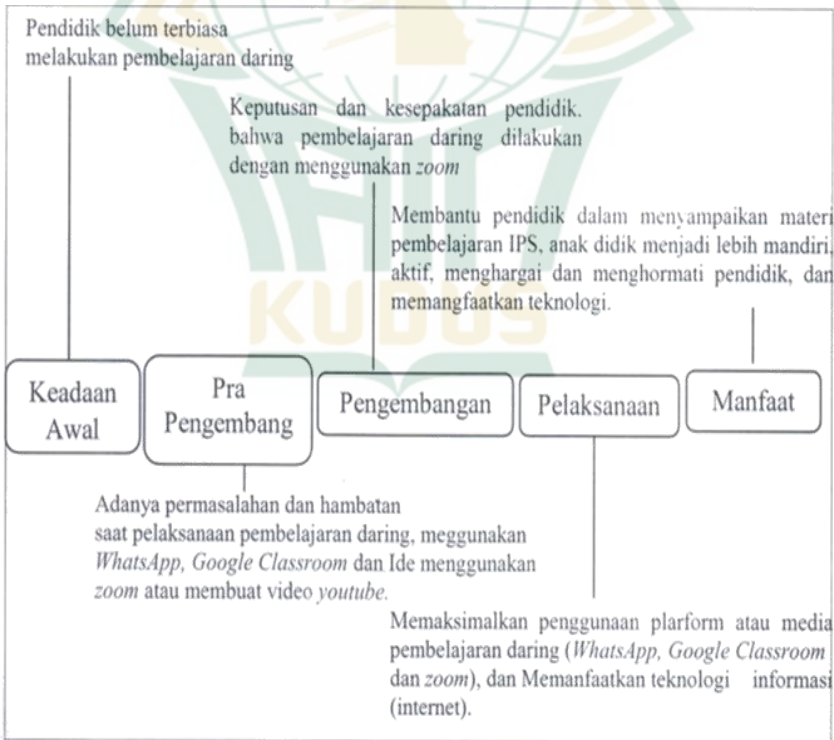 Pendidik belum terbiasa
melakukan pembelajaran daring
Keputusan dan kesepakatan pendidik.
bahwa pembelajaran daring dilakukan
dengan menggunakan zoom
Membantu pendidik dalam menyampaikan materi
pembelajaran IPS, anak didik menjadi lebih mandiri,
aktif, menghargai dan menghormati pendidik, dan
memangfaatkan teknologi.
KUDUS
Keadaan
Awal
Pra
Pengembang
Pengembangan
Pelaksanaan
Manfaat
Adanya permasalahan dan hambatan
saat pelaksanaan pembelajaran daring, meggunakan
WhatsApp, Google Classroom dan Ide menggunakan
zoom atau membuat video youtube.
Memaksimalkan penggunaan plarform atau media
pembelajaran daring (WhatsApp, Google Classroom
dan zoom), dan Memanfaatkan teknologi informasi
(internet).